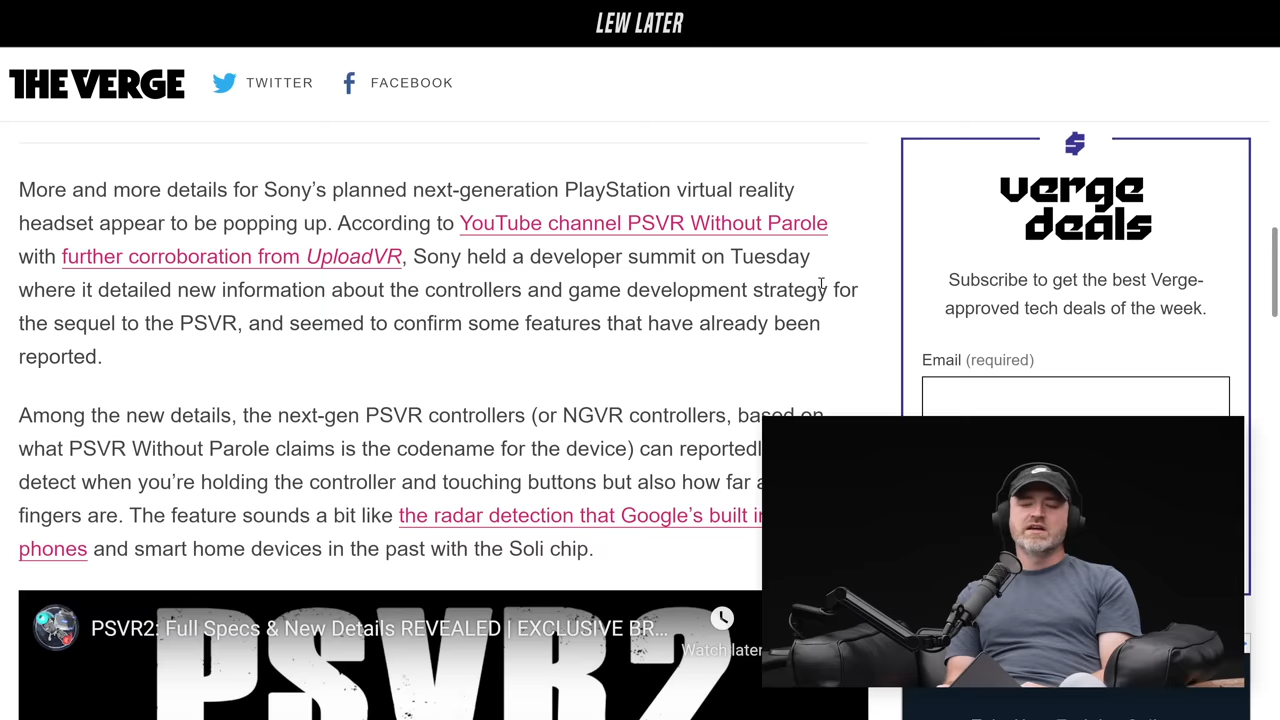 LEW LATER
THE VERGE
TWITTER
FACEBOOK
More and more details for Sony’s planned next-generation PlayStation virtual reality
headset appear to be popping up. According to YouTube channel PSVR Without Parole
with further corroboration from UploadVR, Sony held a developer summit on Tuesday
where it detailed new information about the controllers and game development strategy for
the sequel to the PSVR, and seemed to confirm some features that have already been
reported.
Among the new details, the next-gen PSVR controllers (or NGVR controllers, based on
what PSVR Without Parole claims is the codename for the device) can reportedl
detect when you’re holding the controller and touching buttons but also how far a
fingers are. The feature sounds a bit like the radar detection that Google’s built i
phones and smart home devices in the past with the Soli chip.
PSVR2: Full Specs & New Details REVEALED | EXCLUSIVE BR...
Watch later
PSVR2
$
verge
deals
Subscribe to get the best Verge-
approved tech deals of the week.
Email (required)